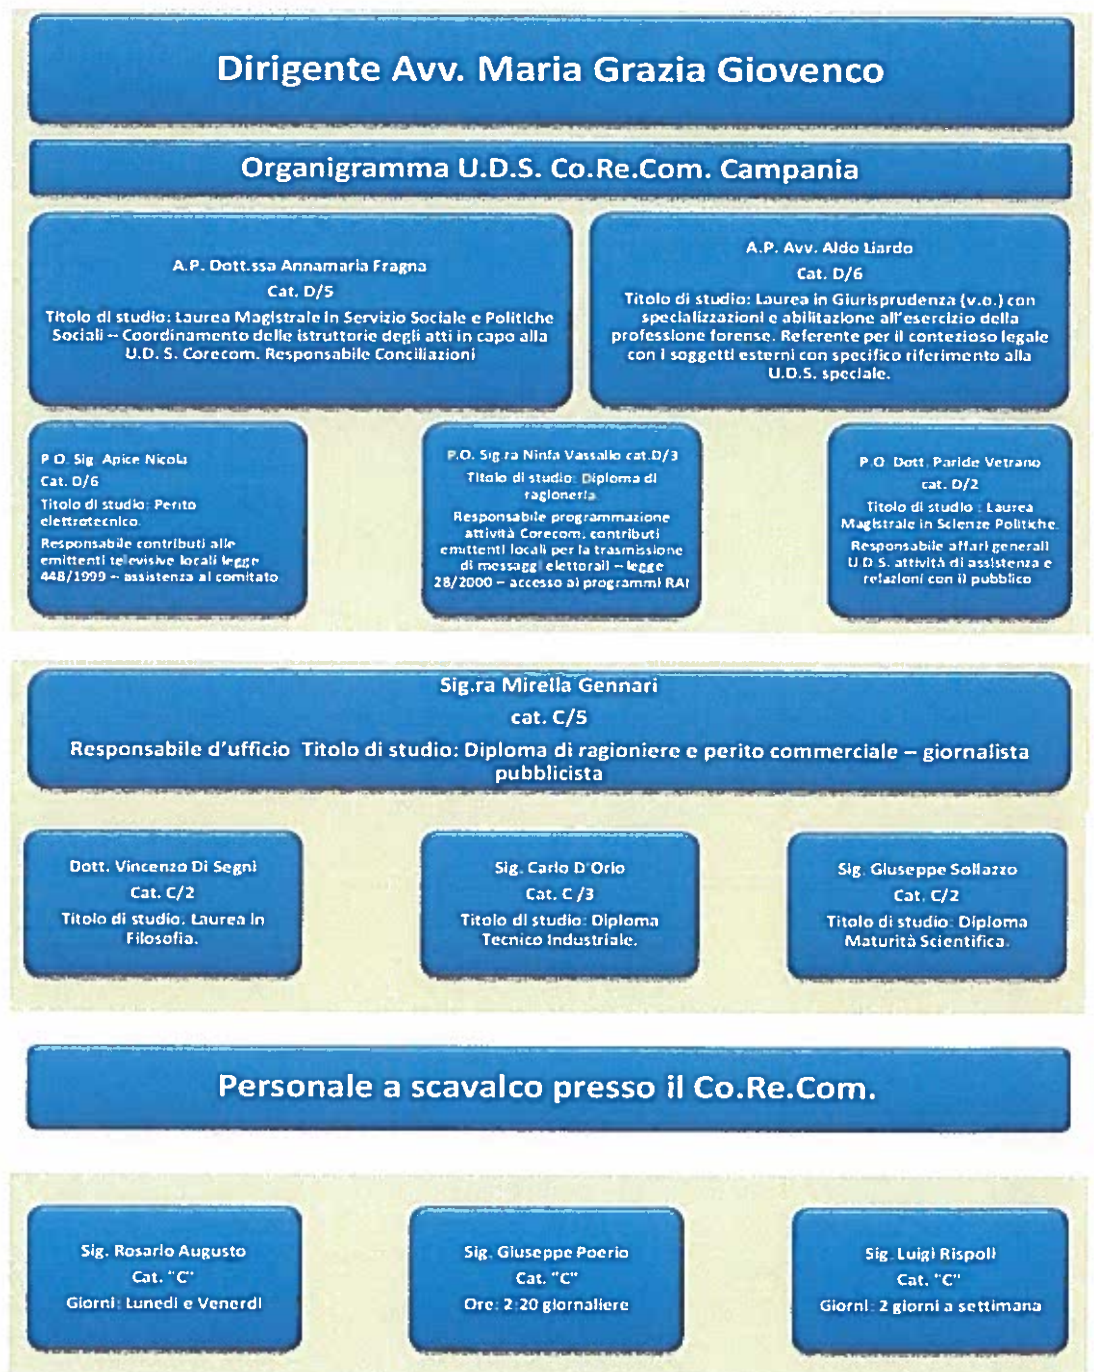 Dirigente Avv. Maria Grazia Giovenco
Organigramma U.D.S. Co.Re.Com. Campania
A.P. Dott.ssa Annamaria Fragna
Cat. D/5
Titolo di studio: Laurea Magistrale in Servizio Sociale e Politiche
Sociali – Coordinamento delle istruttorie degli atti in capo alla
U.D. S. Corecom. Responsabile Conciliazioni
A.P. Avv. Aldo Liardo
Cat. D/6
Titolo di studio: Laurea in Giurisprudenza (v.o.) con
specializzazioni e abilitazione all'esercizio della
professione forense. Referente per il contezioso legale
con i soggetti esterni con specifico riferimento alla
U.D.S. speciale.
P.O. Sig. Apice Nicola
Cat. D/6
Titolo di studio: Perito
elettrotecnico.
Responsabile contributi alle
emittenti televisive locali legge
448/1999 – assistenza al comitato
P.O. Sig.ra Ninfa Vassallo cat.D/3
Titolo di studio: Diploma di
ragioneria.
Responsabile programmazione
attività Corecom, contributi
emittenti locali per la trasmissione
di messaggi elettorali – legge
28/2000 – accesso ai programmi RAI
P.O. Dott. Paride Vetrano
cat. D/2
Titolo di studio : Laurea
Magistrale in Scienze Politiche.
Responsabile affari generali
U.D.S. attività di assistenza e
relazioni con il pubblico
Sig.ra Mirella Gennari
cat. C/5
Responsabile d'ufficio Titolo di studio: Diploma di ragioniere e perito commerciale – giornalista
pubblicista
Dott. Vincenzo Di Segni
Cat. C/2
Titolo di studio: Laurea in
Filosofia.
Sig. Carlo D'Orio
Cat. C /3
Titolo di studio: Diploma
Tecnico Industriale.
Sig. Giuseppe Sollazzo
Cat. C/2
Titolo di studio: Diploma
Maturità Scientifica.
Personale a scavalco presso il Co.Re.Com.
Sig. Rosario Augusto
Cat. "C"
Giorni: Lunedi e Venerdi
Sig. Giuseppe Poerio
Cat. "C"
Ore: 2:20 giornaliere
Sig. Luigi Rispoli
Cat. "C"
Giorni: 2 giorni a settimana